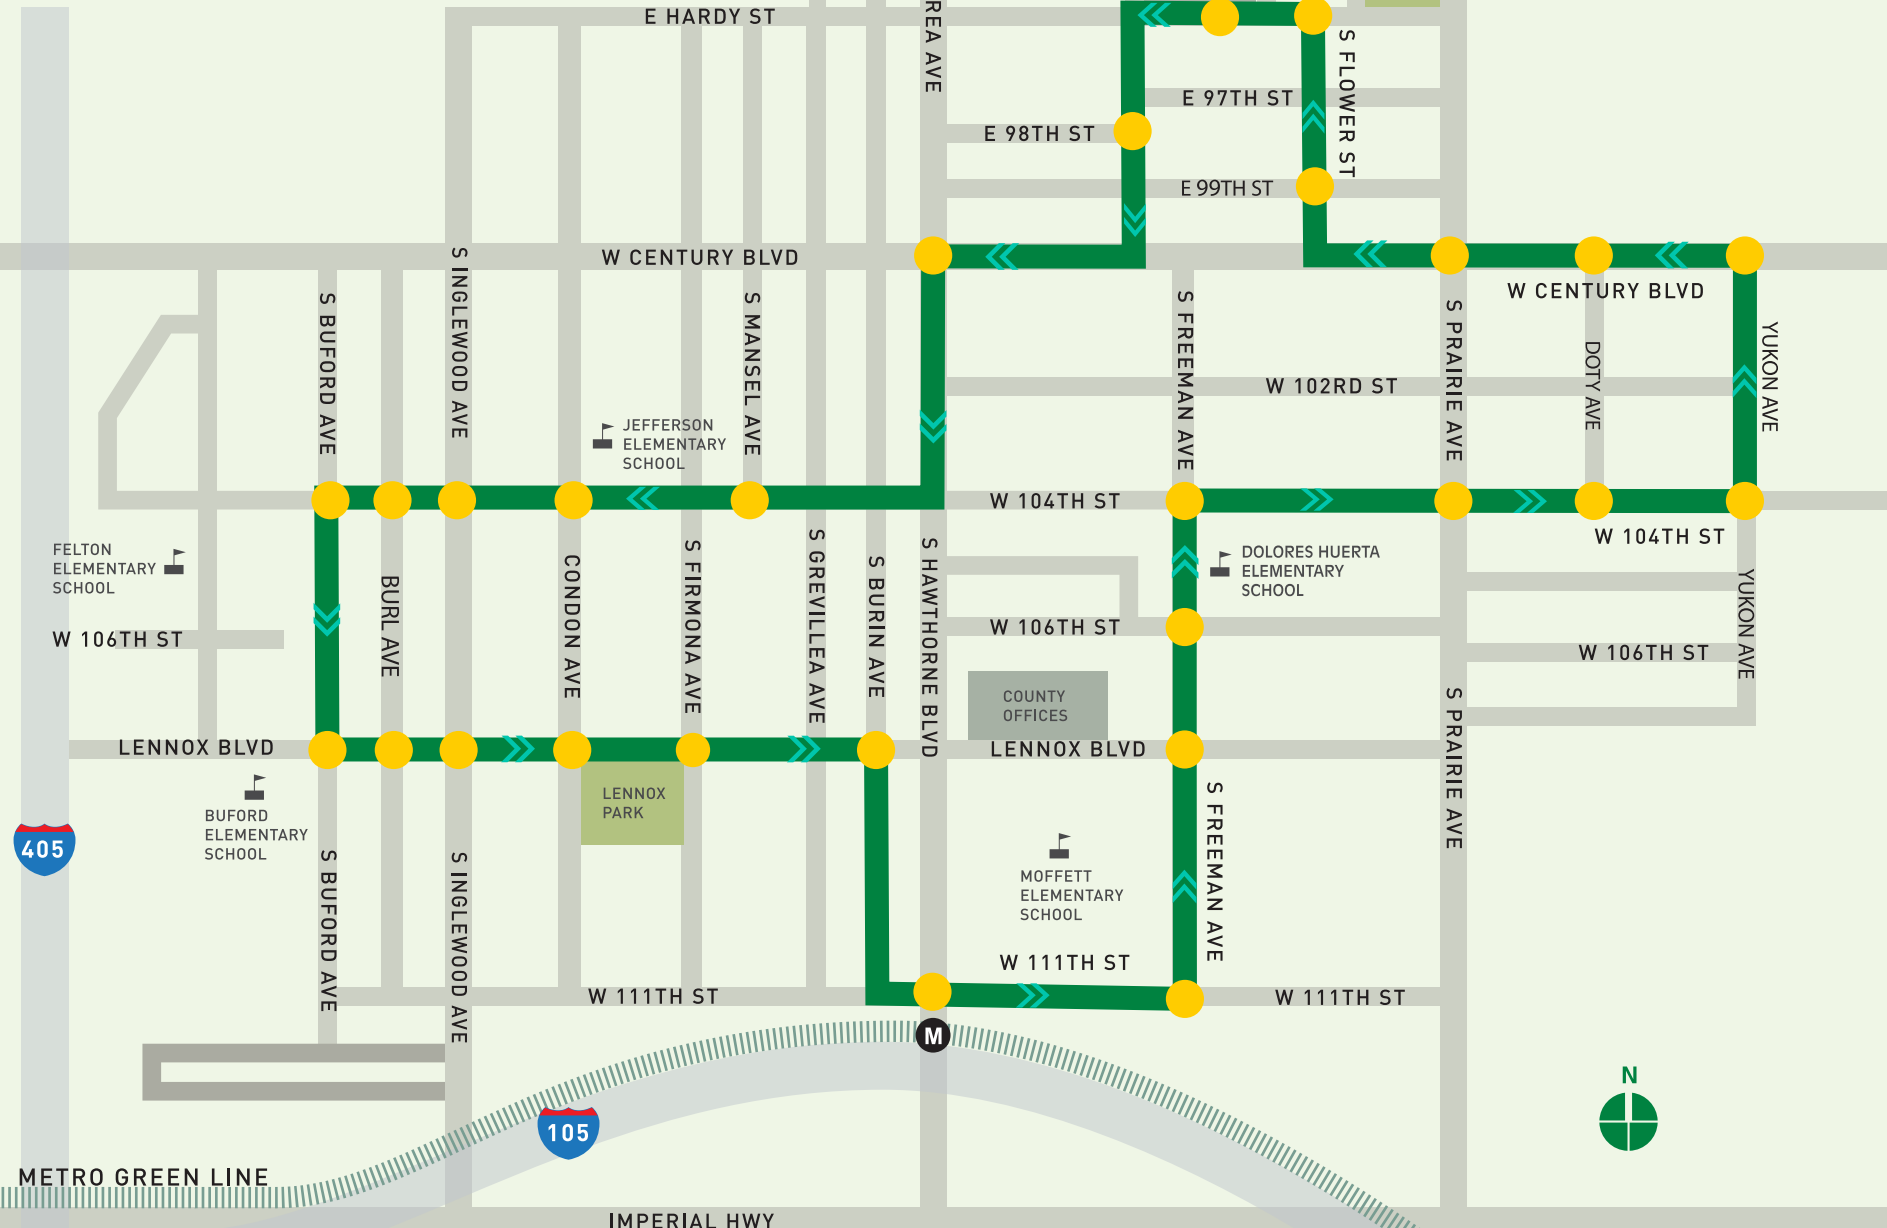 E HARDY ST
REA AVE
S FLOWER ST
E 97TH ST
E 98TH ST
E 99TH ST
W CENTURY BLVD
W CENTURY BLVD
S INGLEWOOD AVE
S BUFORD AVE
S MANSEL AVE
S FREEMAN AVE
S PRAIRIE AVE
DOTY AVE
YUKON AVE
W 102RD ST
JEFFERSON
ELEMENTARY
SCHOOL
W 104TH ST
W 104TH ST
FELTON
ELEMENTARY
SCHOOL
DOLORES HUERTA
ELEMENTARY
SCHOOL
BURL AVE
CONDON AVE
S FIRMONA AVE
S GREVILLEA AVE
S BURIN AVE
S HAWTHORNE BLVD
YUKON AVE
W 106TH ST
W 106TH ST
W 106TH ST
COUNTY
OFFICES
S PRAIRIE AVE
LENNOX BLVD
LENNOX BLVD
LENNOX
PARK
BUFORD
ELEMENTARY
SCHOOL
405
S BUFORD AVE
S INGLEWOOD AVE
MOFFETT
ELEMENTARY
SCHOOL
S FREEMAN AVE
W 111TH ST
W 111TH ST
W 111TH ST
M
N
105
METRO GREEN LINE
IMPERIAL HWY